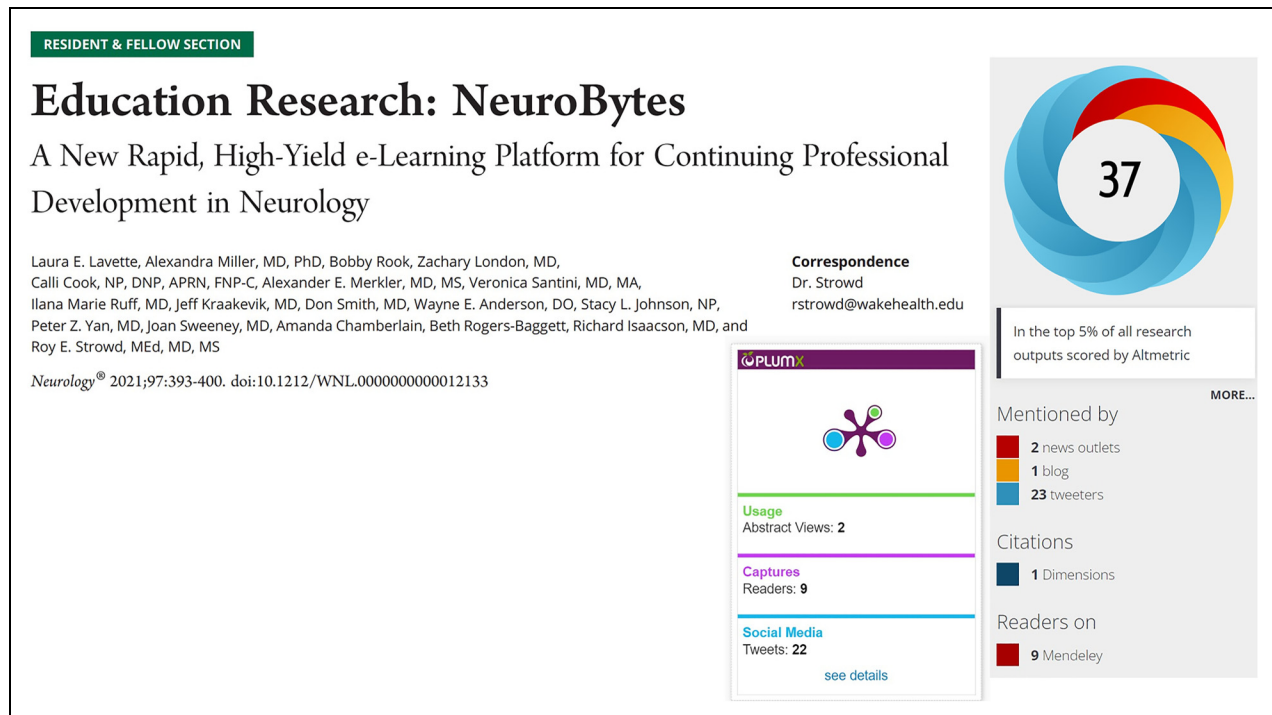 RESIDENT & FELLOW SECTION
Education Research: NeuroBytes
A New Rapid, High-Yield e-Learning Platform for Continuing Professional
Development in Neurology
Laura E. Lavette, Alexandra Miller, MD, PhD, Bobby Rook, Zachary London, MD,
Calli Cook, NP, DNP, APRN, FNP-C, Alexander E. Merkler, MD, MS, Veronica Santini, MD, MA,
Ilana Marie Ruff, MD, Jeff Kraakevik, MD, Don Smith, MD, Wayne E. Anderson, DO, Stacy L. Johnson, NP,
Peter Z. Yan, MD, Joan Sweeney, MD, Amanda Chamberlain, Beth Rogers-Baggett, Richard Isaacson, MD, and
Roy E. Strowd, MEd, MD, MS
Neurology® 2021;97:393-400. doi:10.1212/WNL.0000000000012133
Correspondence
Dr. Strowd
rstrowd@wakehealth.edu
PLUMX
Usage
Abstract Views: 2
Captures
Readers: 9
Social Media
Tweets: 22
see details
37
In the top 5% of all research
outputs scored by Altmetric
MORE...
Mentioned by
2 news outlets
1 blog
23 tweeters
Citations
1 Dimensions
Readers on
9 Mendeley